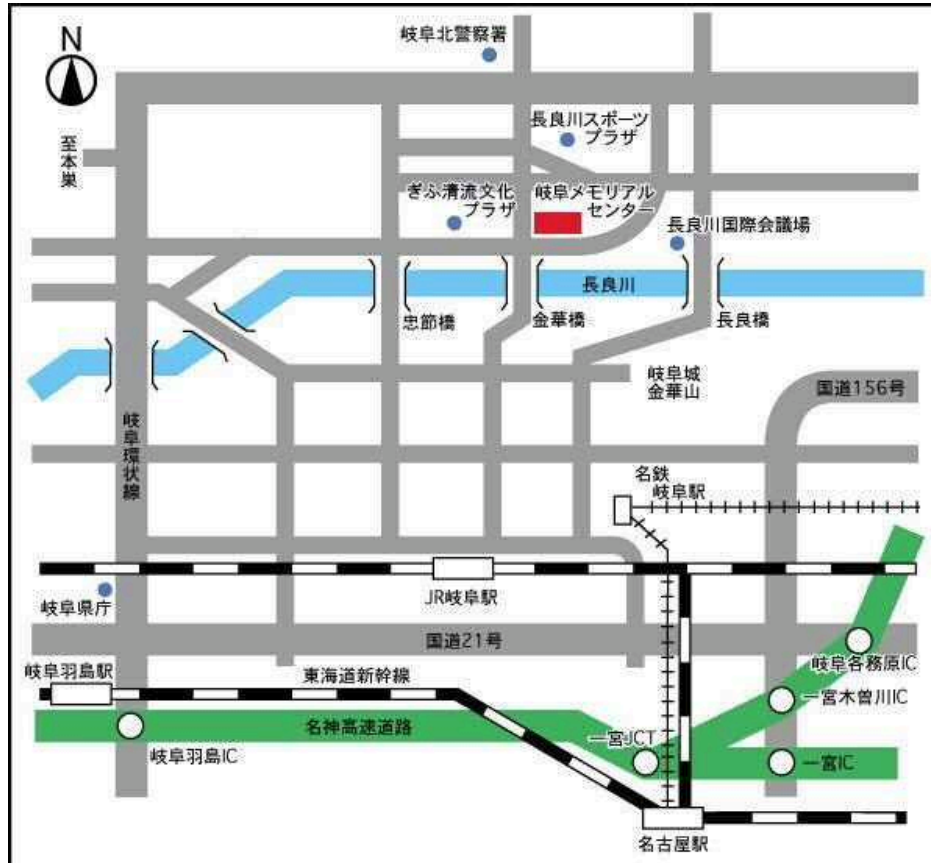 N
岐阜北警察署
長良川スポーツ
プラザ
至本巣
ぎふ清流文化
プラザ
岐阜メモリアル
センター
長良川国際会議場
長良川
忠節橋
金華橋
長良橋
岐阜城
金華山
国道156号
岐阜環状線
名鉄
岐阜駅
岐阜県庁
JR岐阜駅
国道21号
岐阜羽島駅
東海道新幹線
岐阜各務原IC
一宮木曽川IC
名神高速道路
岐阜羽島IC
一宮JCT
一宮IC
名古屋駅